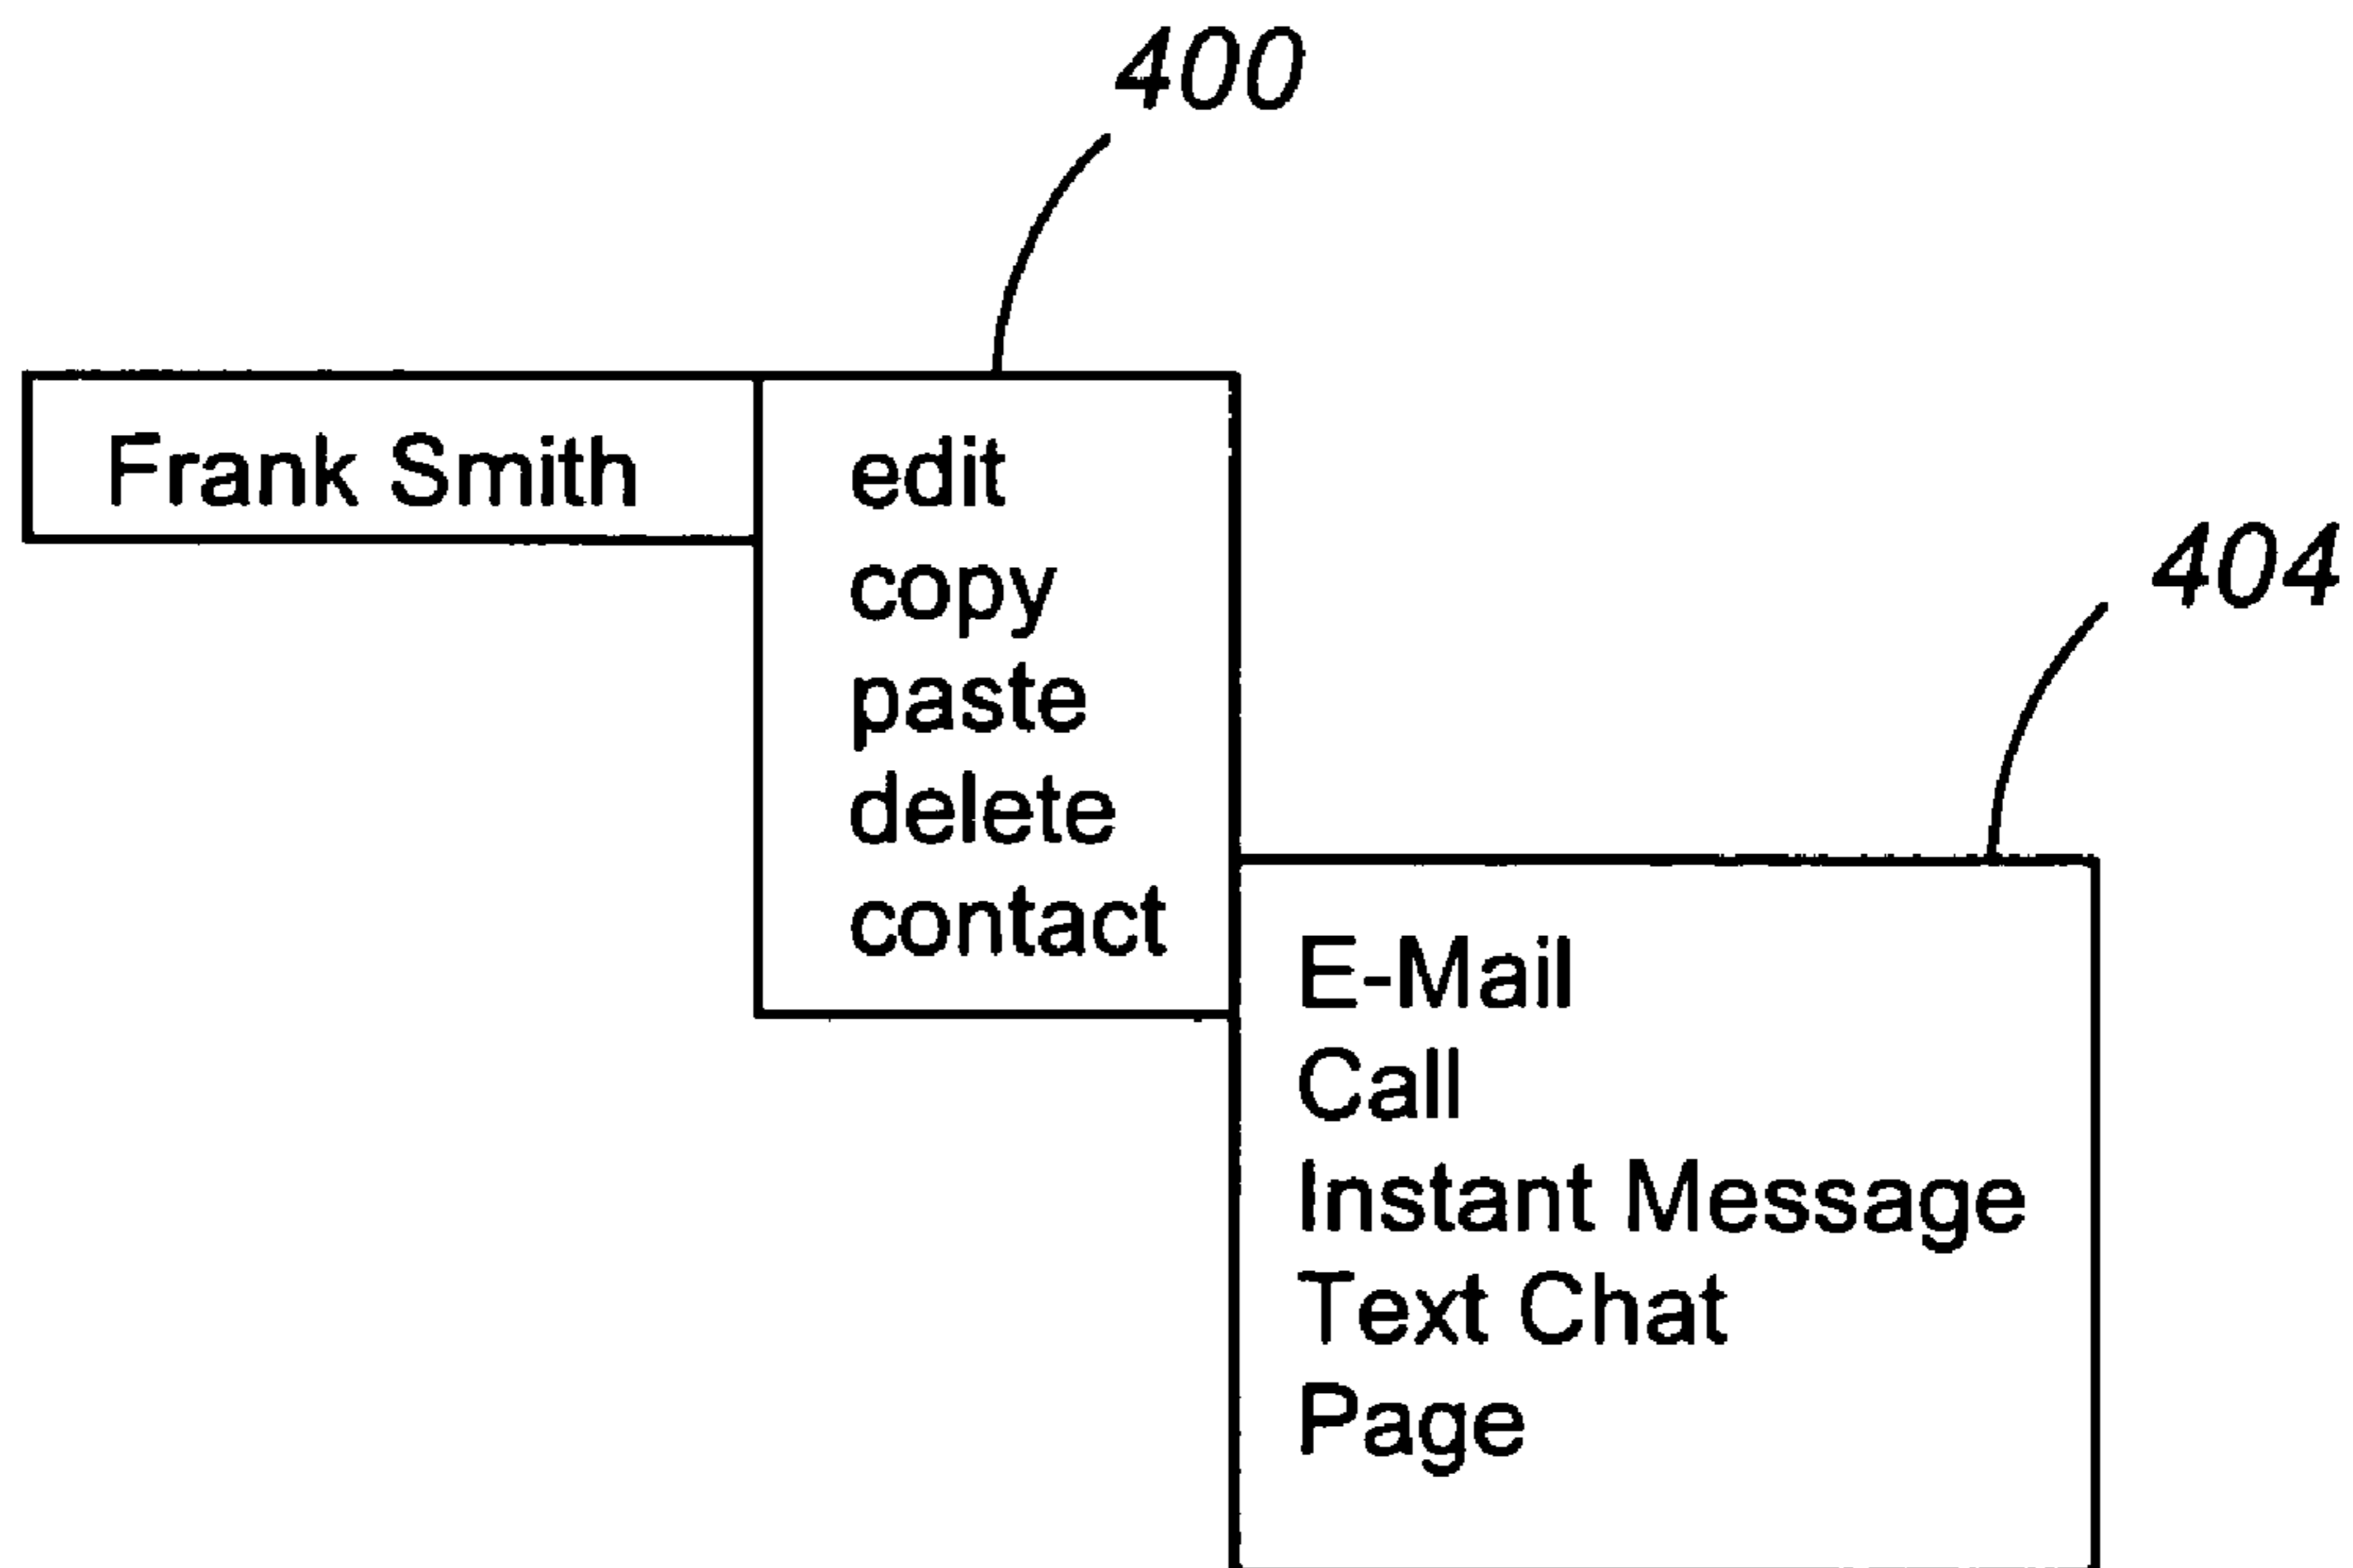 400
Frank Smith
edit
copy
paste
delete
contact
404
E-Mail
Call
Instant Message
Text Chat
Page